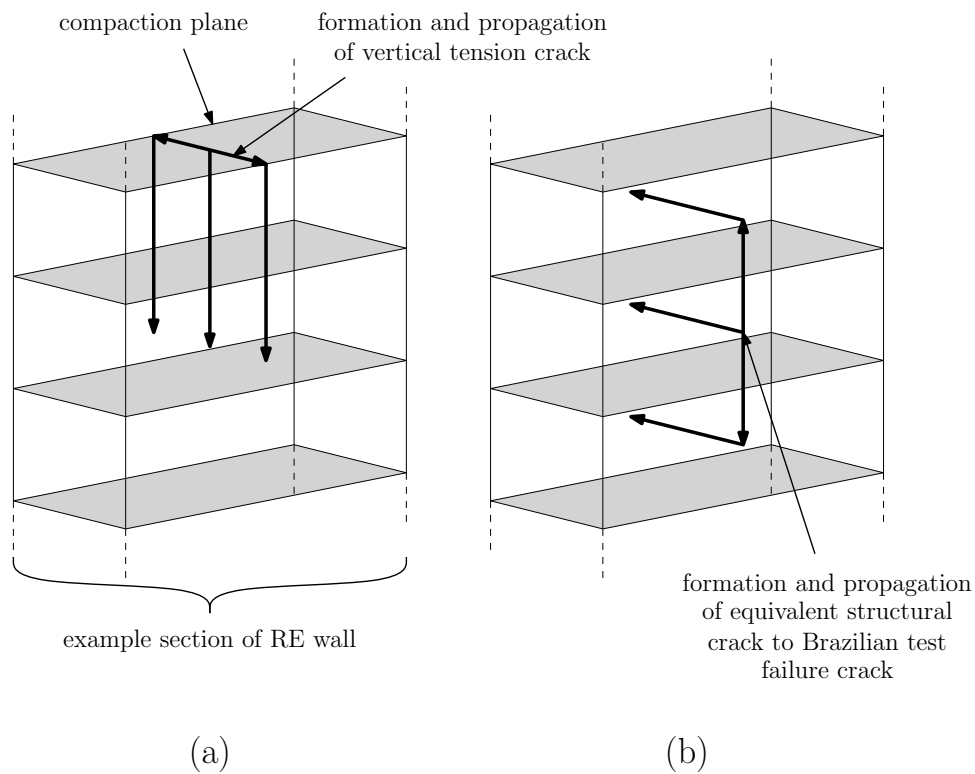 compaction plane
formation and propagation
of vertical tension crack
example section of RE wall
formation and propagation
of equivalent structural
crack to Brazilian test
failure crack
(a)
(b)